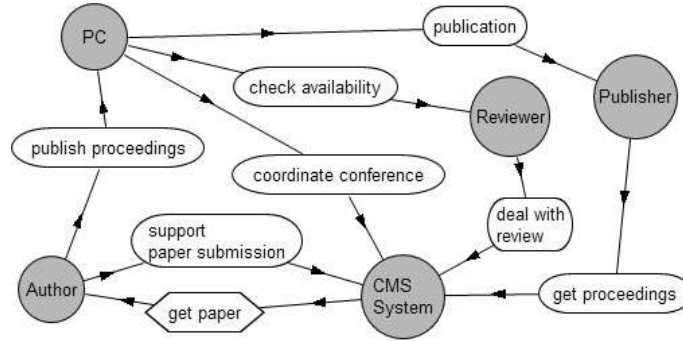 PC
publication
check availability
Publisher
Reviewer
publish proceedings
coordinate conference
deal with
review
support
paper submission
Author
CMS
System
get proceedings
get paper